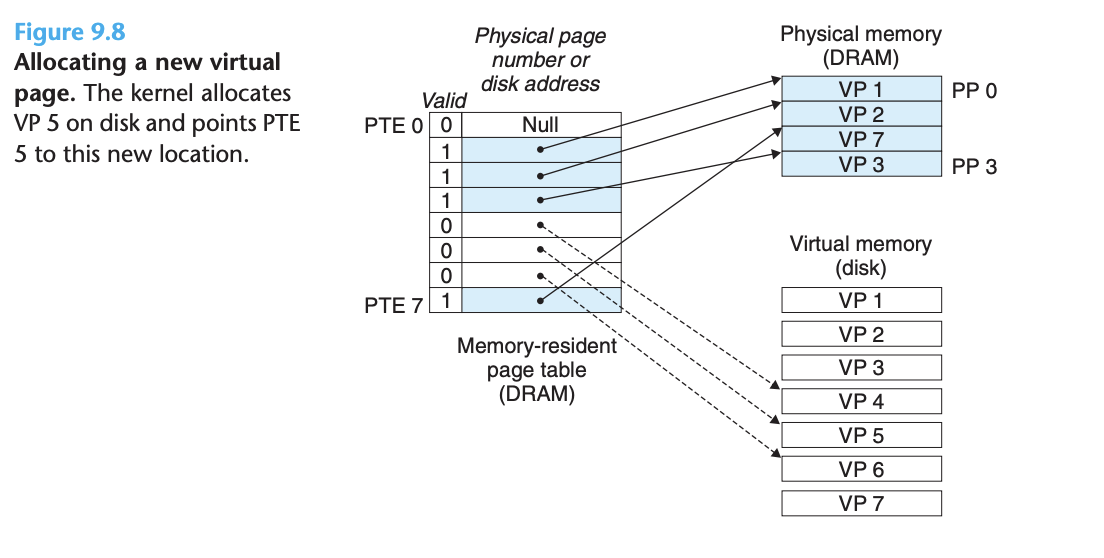 Figure 9.8
Allocating a new virtual
page. The kernel allocates
VP 5 on disk and points PTE
5 to this new location.
Physical page
number or
disk address
Valid
PTE 0 0 Null
1
1
1
0
0
0
PTE 7 1
Memory-resident
page table
(DRAM)
Physical memory
(DRAM)
VP 1 PP 0
VP 2
VP 7
VP 3 PP 3
Virtual memory
(disk)
VP 1
VP 2
VP 3
VP 4
VP 5
VP 6
VP 7